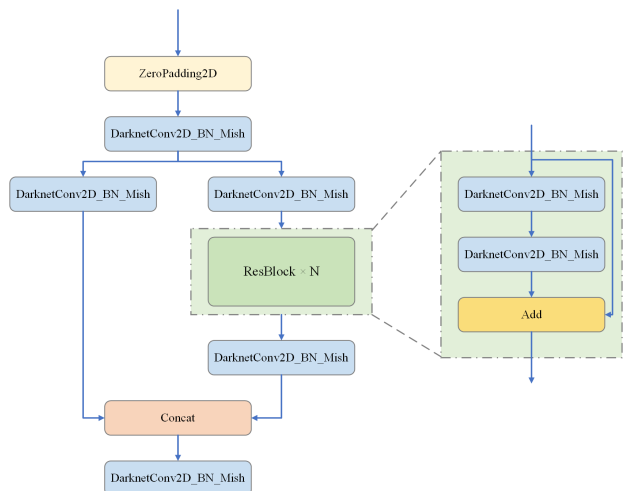 ZeroPadding2D
DarknetConv2D_BN_Mish
DarknetConv2D_BN_Mish
DarknetConv2D_BN_Mish
ResBlock × N
DarknetConv2D_BN_Mish
Concat
DarknetConv2D_BN_Mish
DarknetConv2D_BN_Mish
DarknetConv2D_BN_Mish
Add